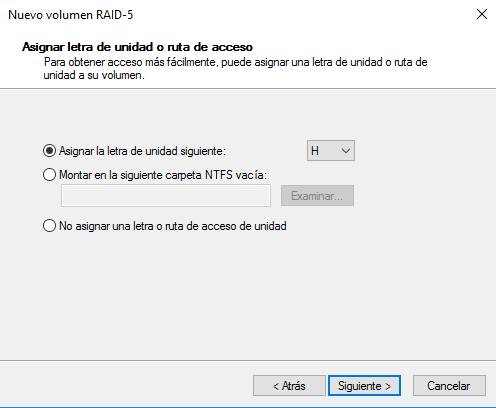 Nuevo volumen RAID-5
Asignar letra de unidad o ruta de acceso
Para obtener acceso más fácilmente, puede asignar una letra de unidad o ruta de
unidad a su volumen.
Asignar la letra de unidad siguiente:
H
Montar en la siguiente carpeta NTFS vacía:
Examinar...
No asignar una letra o ruta de acceso de unidad
< Atrás
Siguiente >
Cancelar